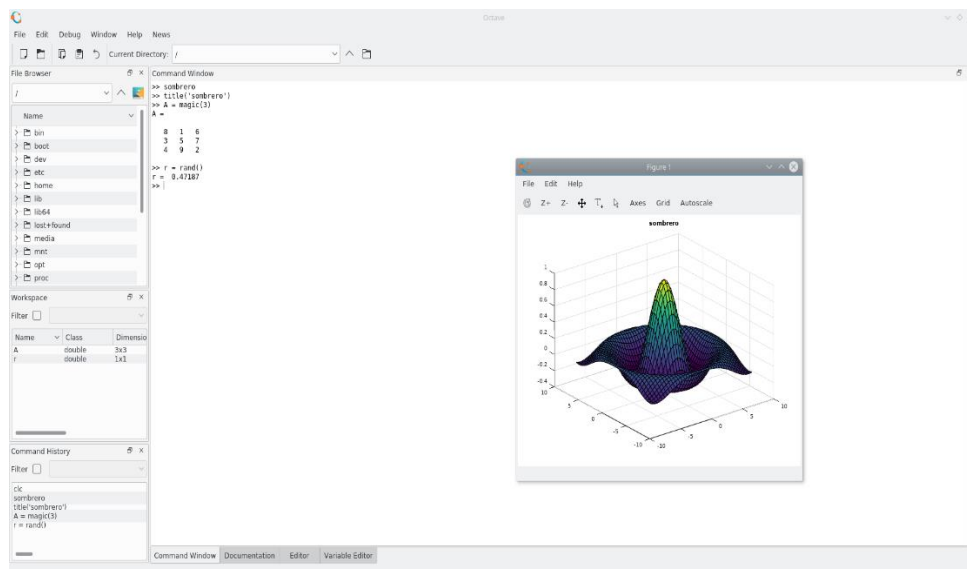 Octave
File Edit Debug Window Help News
Current Directory: /
File Browser
/
Name
bin
boot
dev
etc
home
lib
lib64
lost+found
media
mnt
opt
proc
Workspace
Filter
Name Class Dimensio
A double 3x3
r double 1x1
Command History
Filter
clc
sombrero
title('sombrero')
A = magic(3)
r = rand()
Command Window
>> sombrero
>> title('sombrero')
>> A = magic(3)
A =
8 1 6
3 5 7
4 9 2
>> r = rand()
r = 0.47187
>>
Command Window Documentation Editor Variable Editor
Figure 1
File Edit Help
Z+ Z- Axes Grid Autoscale
sombrero
1
0.8
0.6
0.4
0.2
0
-0.2
-0.4
10
5
0
-5
-10
-10
-5
0
5
10